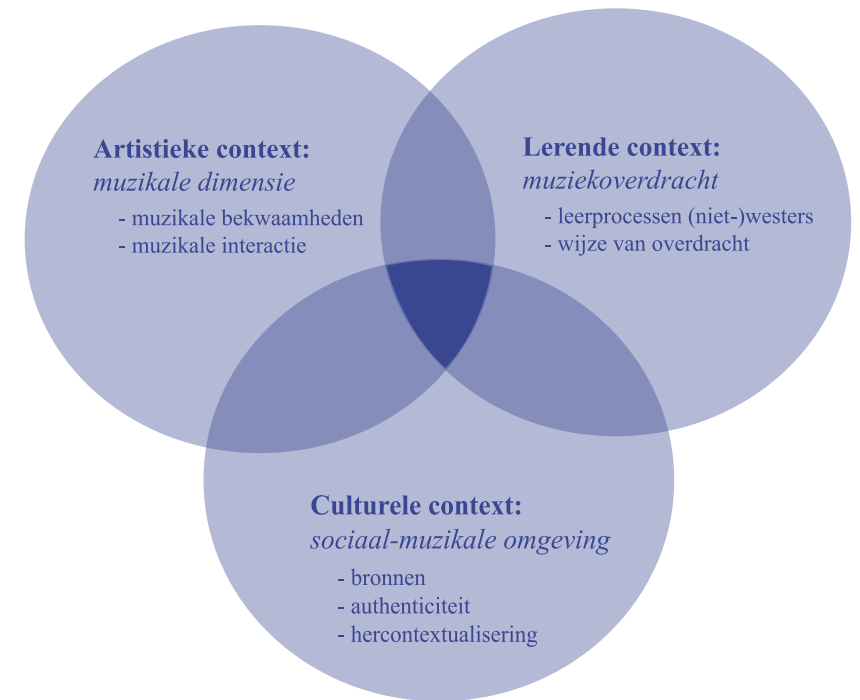 Artistieke context:
muzikale dimensie
- muzikale bekwaamheden
- muzikale interactie
Lerende context:
muziekoverdracht
- leerprocessen (niet-)westers
- wijze van overdracht
Culturele context:
sociaal-muzikale omgeving
- bronnen
- authenticiteit
- hercontextualisering